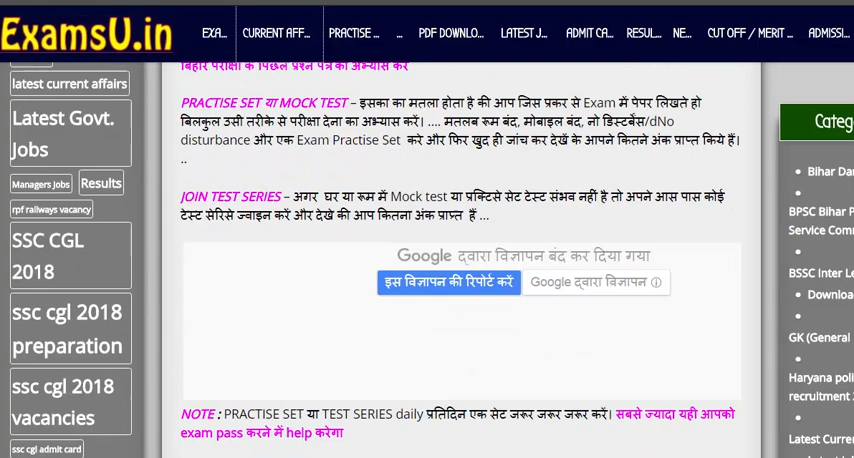 ExamsU.in
EXA...
CURRENT AFF...
PRACTISE ...
...
PDF DOWNLO...
LATEST J...
ADMIT CA...
RESUL...
NE...
CUT OFF / MERIT ...
ADMISSI...
latest current affairs
Latest Govt.
Jobs
Managers Jobs
Results
rpf railways vacancy
SSC CGL
2018
ssc cgl 2018
preparation
ssc cgl 2018
vacancies
ssc cgl admit card
बिहार परीक्षा के पिछले प्रश्न पत्र का अभ्यास करे
PRACTISE SET या MOCK TEST – इसका का मतला होता है की आप जिस प्रकर से Exam में पेपर लिखते हो
बिलकुल उसी तरीके से परीक्षा देना का अभ्यास करें। .... मतलब रूम बंद, मोबाइल बंद, नो डिस्टर्बेंस/dNo
disturbance और एक Exam Practise Set करे और फिर खुद ही जांच कर देखें के आपने कितने अंक प्राप्त किये हैं।
..
JOIN TEST SERIES – अगर घर या रूम में Mock test या प्रक्टिसे सेट टेस्ट संभव नहीं है तो अपने आस पास कोई
टेस्ट सेरिसे ज्वाइन करें और देखे की आप कितना अंक प्राप्त हैं ...
Google द्वारा विज्ञापन बंद कर दिया गया
इस विज्ञापन की रिपोर्ट करें
Google द्वारा विज्ञापन
NOTE : PRACTISE SET या TEST SERIES daily प्रतिदिन एक सेट जरूर जरूर जरूर करें। सबसे ज्यादा यही आपको
exam pass करने में help करेगा
Categ
Bihar Da
BPSC Bihar P
Service Com
BSSC Inter Le
Downloa
GK (General
Haryana poli
recruitment
Latest Curre